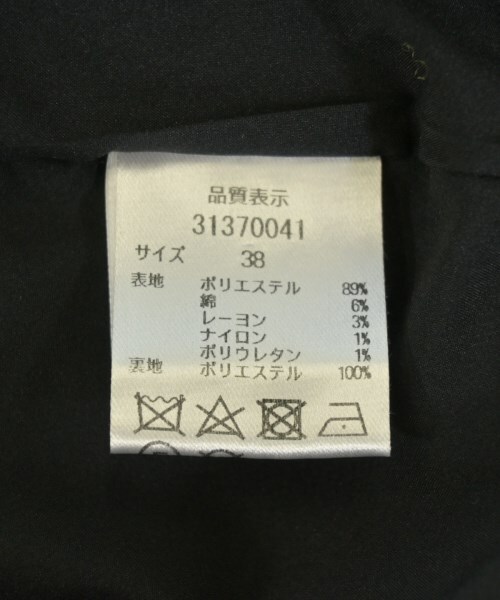 品質表示
31370041
サイズ 38
表地 ポリエステル 89%
綿 6%
レーヨン 3%
ナイロン 1%
ポリウレタン 1%
裏地 ポリエステル 100%